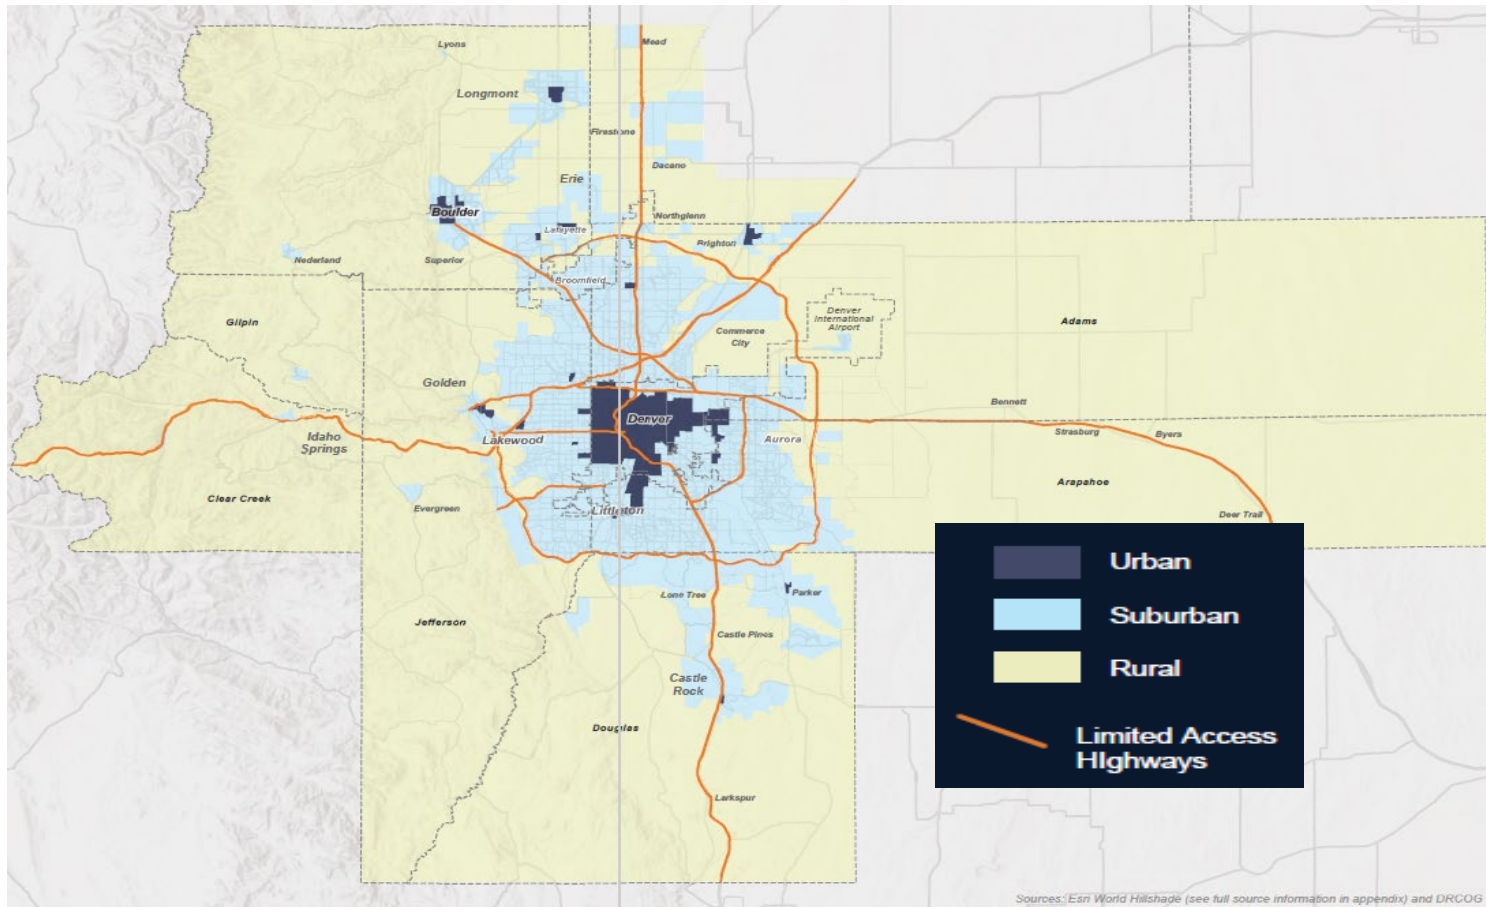 Lyons
Mead
Longmont
Firestone
Dacano
Erie
Boulder
Northglenn
Lafayette
Brighton
Nederland
Superior
Broomfield
Gilpin
Denver
International
Airport
Adams
Commerce
City
Golden
Bennett
Denver
Idaho
Springs
Lakewood
Aurora
Strasburg
Byers
Clear Creek
Evergreen
Littleton
Arapahoe
Deer Trail
Urban
Suburban
Rural
Limited Access
HIghways
Lone Tree
Parker
Jefferson
Castle Pines
Castle
Rock
Douglas
Larkspur
Sources: Esri World Hillshade (see full source information in appendix) and DRCOG